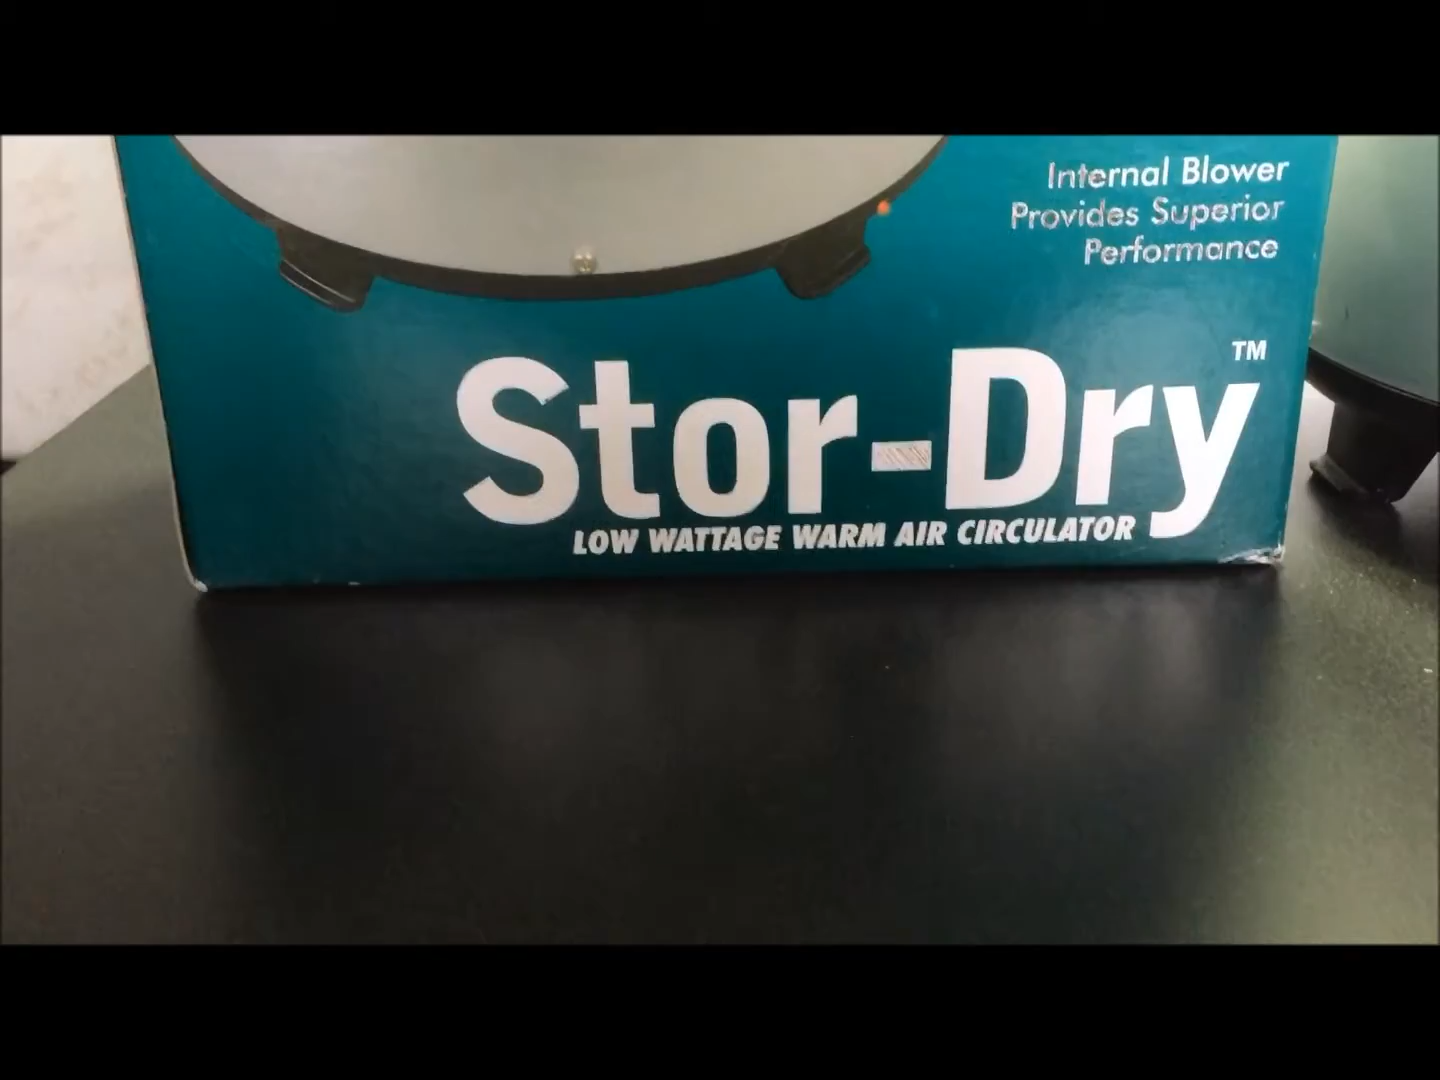 Internal Blower
Provides Superior
Performance
Stor-Dry™
LOW WATTAGE WARM AIR CIRCULATOR